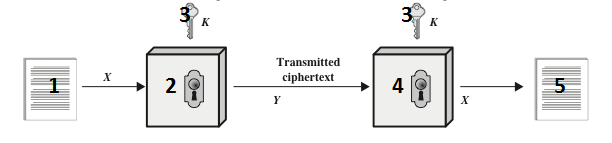 3 K
3 K
Transmitted
ciphertext
1 X 2 Y 4 X 5